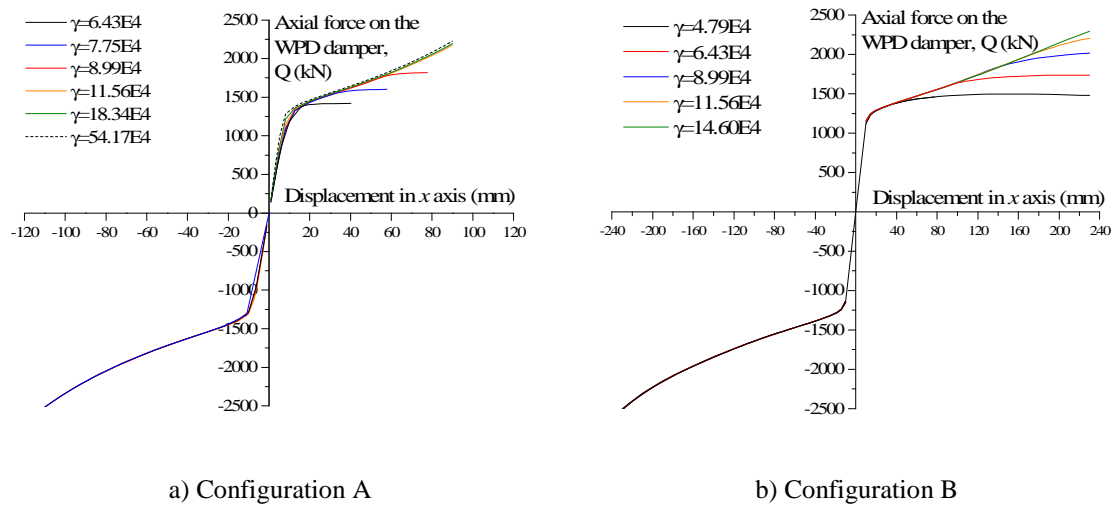 γ=6.43E4
γ=7.75E4
γ=8.99E4
γ=11.56E4
γ=18.34E4
γ=54.17E4
Axial force on the
WPD damper,
Q (kN)
2500
2000
1500
1000
500
0
-500
-1000
-1500
-2000
-2500
Displacement in x axis (mm)
-120 -100 -80 -60 -40 -20 20 40 60 80 100 120
a) Configuration A
γ=4.79E4
γ=6.43E4
γ=8.99E4
γ=11.56E4
γ=14.60E4
Axial force on the
WPD damper, Q (kN)
2500
2000
1500
1000
500
0
-500
-1000
-1500
-2000
-2500
Displacement in x axis (mm)
-240 -200 -160 -120 -80 -40 40 80 120 160 200 240
b) Configuration B